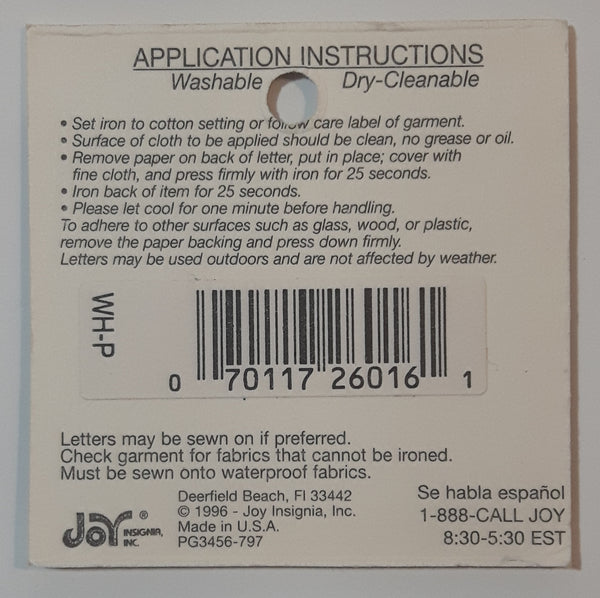 APPLICATION INSTRUCTIONS
Washable Dry-Cleanable
• Set iron to cotton setting or follow care label of garment.
• Surface of cloth to be applied should be clean, no grease or oil.
• Remove paper on back of letter, put in place; cover with
fine cloth, and press firmly with iron for 25 seconds.
• Iron back of item for 25 seconds.
• Please let cool for one minute before handling.
To adhere to other surfaces such as glass, wood, or plastic,
remove the paper backing and press down firmly.
Letters may be used outdoors and are not affected by weather.
WH-P
0 70117 26016 1
Letters may be sewn on if preferred.
Check garment for fabrics that cannot be ironed.
Must be sewn onto waterproof fabrics.
JOY® INSIGNIA, INC.
Deerfield Beach, Fl 33442
© 1996 - Joy Insignia, Inc.
Made in U.S.A.
PG3456-797
Se habla español
1-888-CALL JOY
8:30-5:30 EST